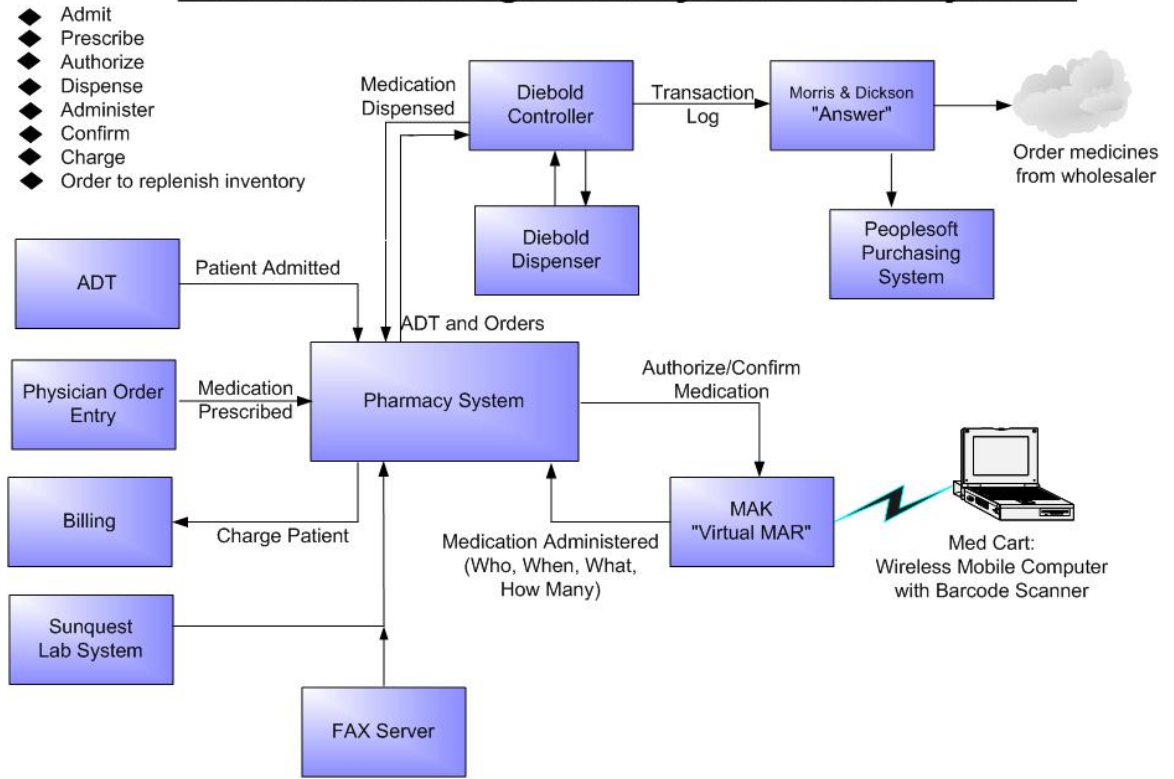 Admit
Prescribe
Authorize
Dispense
Administer
Confirm
Charge
Order to replenish inventory
Medication
Dispensed
Diebold
Controller
Transaction
Log
Morris & Dickson
"Answer"
Order medicines
from wholesaler
Diebold
Dispenser
Peoplesoft
Purchasing
System
ADT
Patient Admitted
ADT and Orders
Physician Order
Entry
Medication
Prescribed
Pharmacy System
Authorize/Confirm
Medication
Billing
Charge Patient
MAK
"Virtual MAR"
Medication Administered
(Who, When, What,
How Many)
Med Cart:
Wireless Mobile Computer
with Barcode Scanner
Sunquest
Lab System
FAX Server